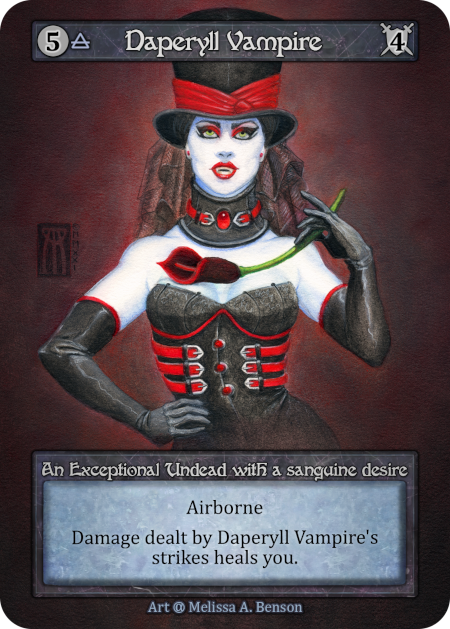 5 Daperyll Vampire 4
An Exceptional Undead with a sanguine desire
Airborne
Damage dealt by Daperyll Vampire's
strikes heals you.
Art @ Melissa A. Benson